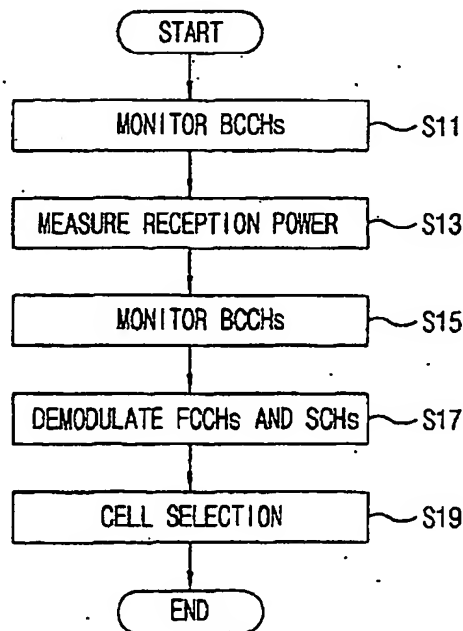 START
MONITOR BCCHs
S11
MEASURE RECEPTION POWER
S13
MONITOR BCCHs
S15
DEMODULATE FCCHs AND SCHs
S17
CELL SELECTION
S19
END